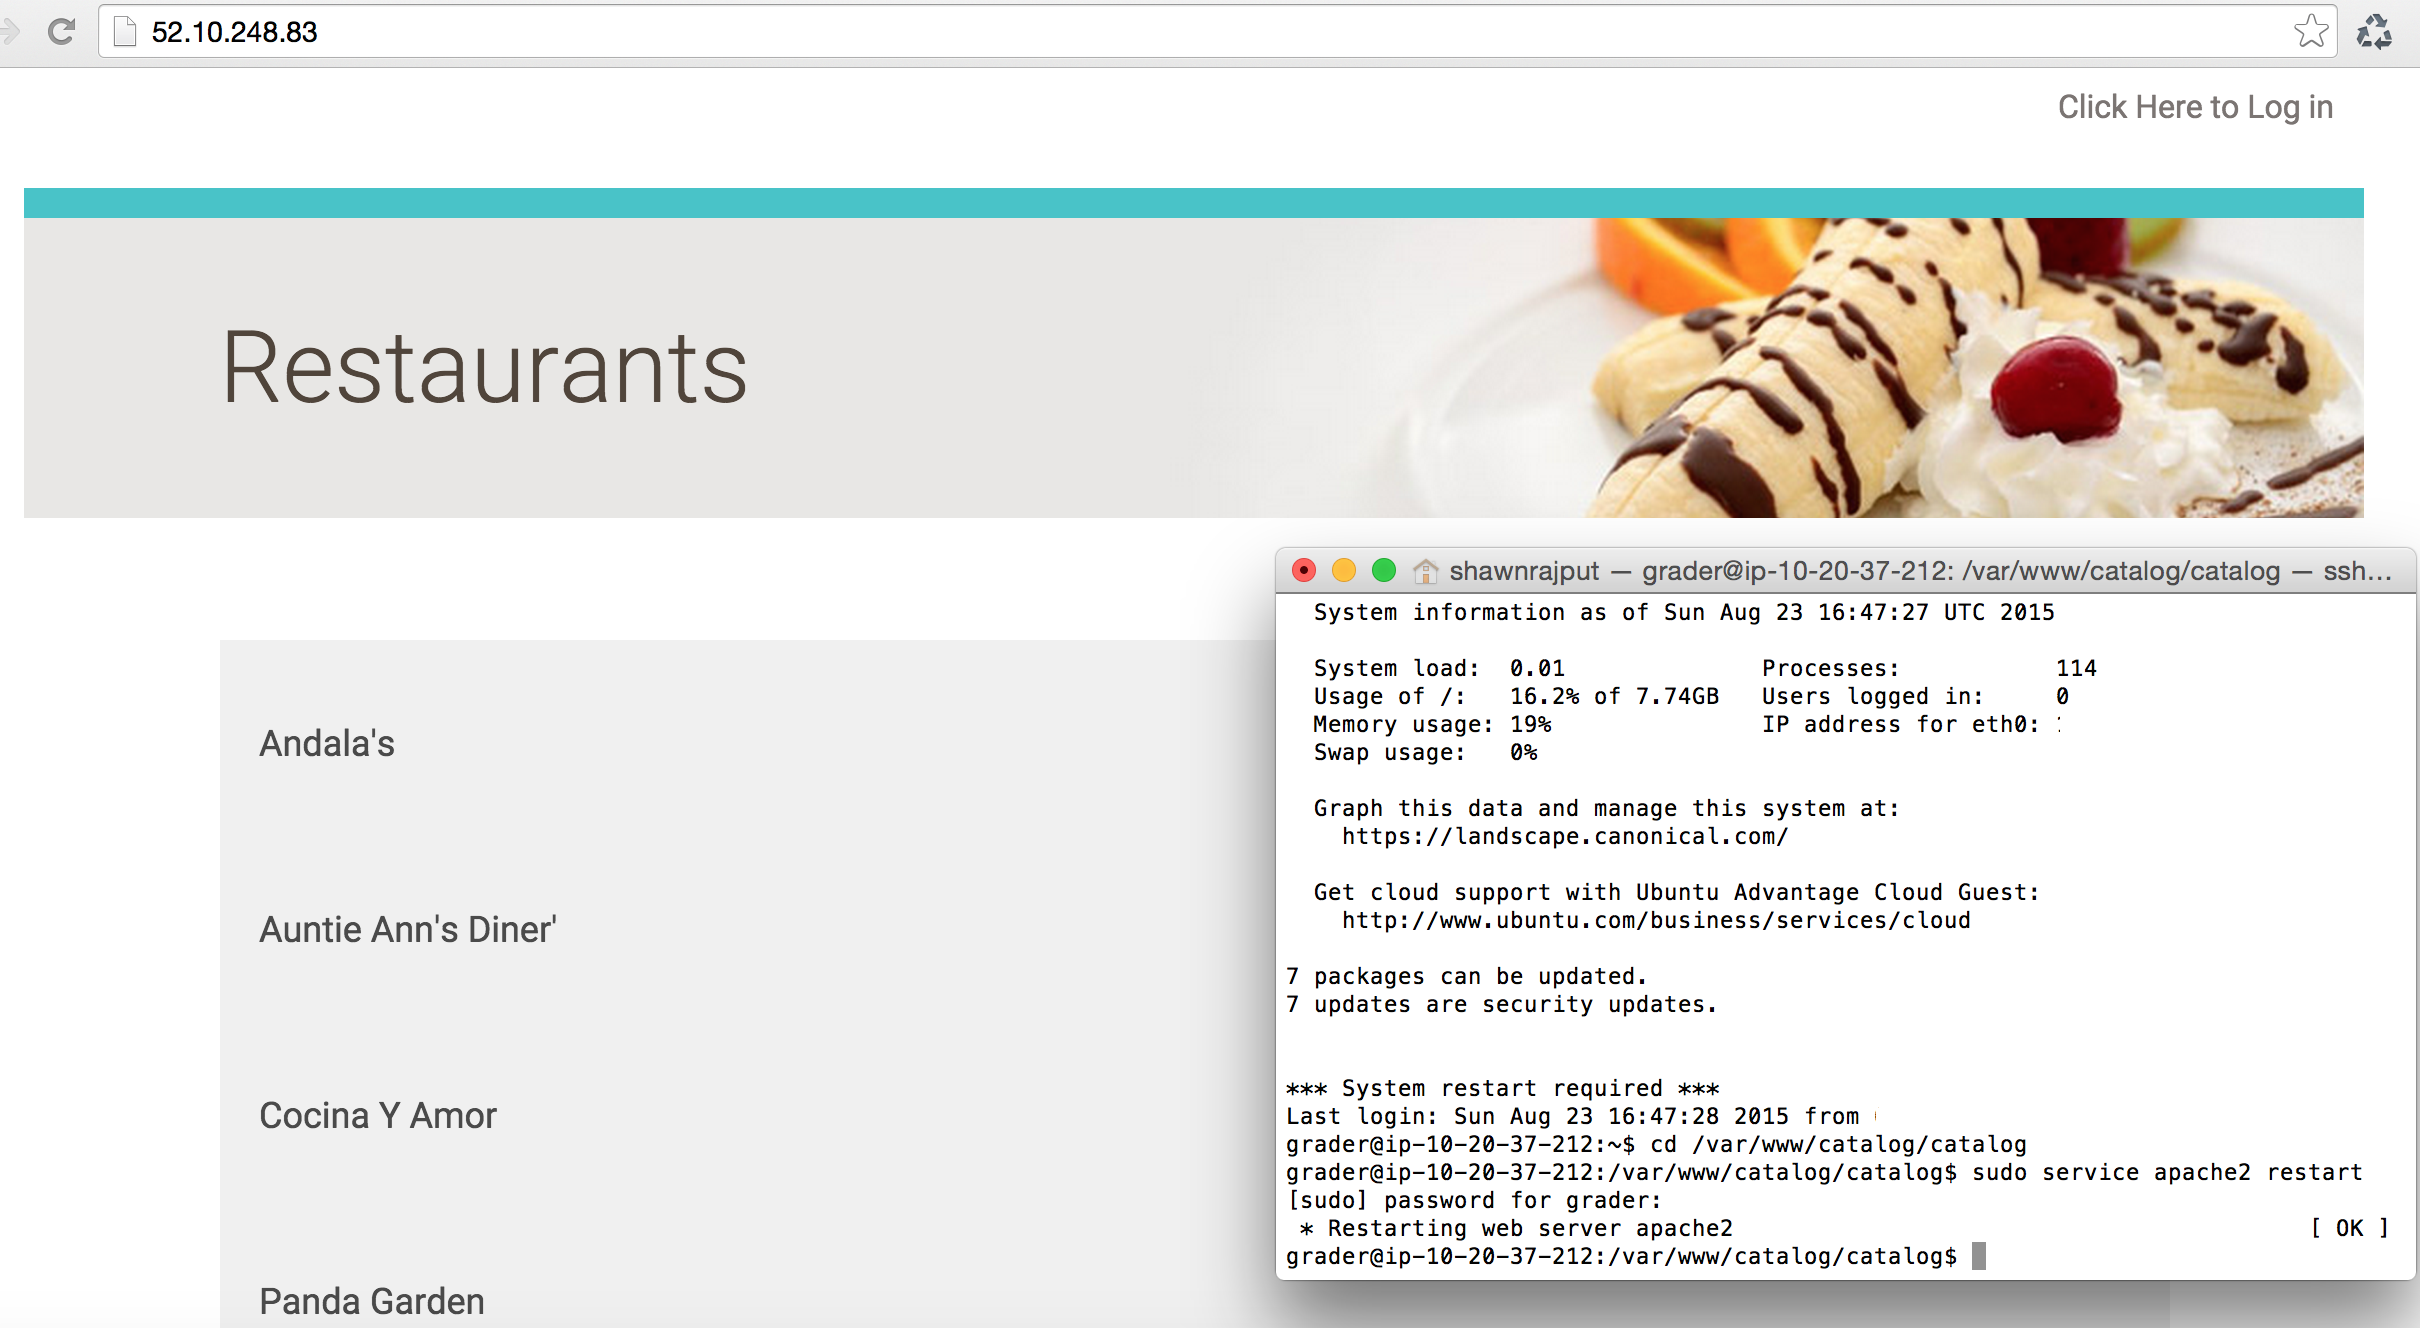 52.10.248.83
Click Here to Log in
Restaurants
Andala's
Auntie Ann's Diner'
Cocina Y Amor
Panda Garden
shawnrajput — grader@ip-10-20-37-212: /var/www/catalog/catalog — ssh...
System information as of Sun Aug 23 16:47:27 UTC 2015
System load: 0.01 Processes: 114
Usage of /: 16.2% of 7.74GB Users logged in: 0
Memory usage: 19% IP address for eth0:
Swap usage: 0%
Graph this data and manage this system at:
https://landscape.canonical.com/
Get cloud support with Ubuntu Advantage Cloud Guest:
http://www.ubuntu.com/business/services/cloud
7 packages can be updated.
7 updates are security updates.
*** System restart required ***
Last login: Sun Aug 23 16:47:28 2015 from
grader@ip-10-20-37-212:~$ cd /var/www/catalog/catalog
grader@ip-10-20-37-212:/var/www/catalog/catalog$ sudo service apache2 restart
[sudo] password for grader:
* Restarting web server apache2 [ OK ]
grader@ip-10-20-37-212:/var/www/catalog/catalog$